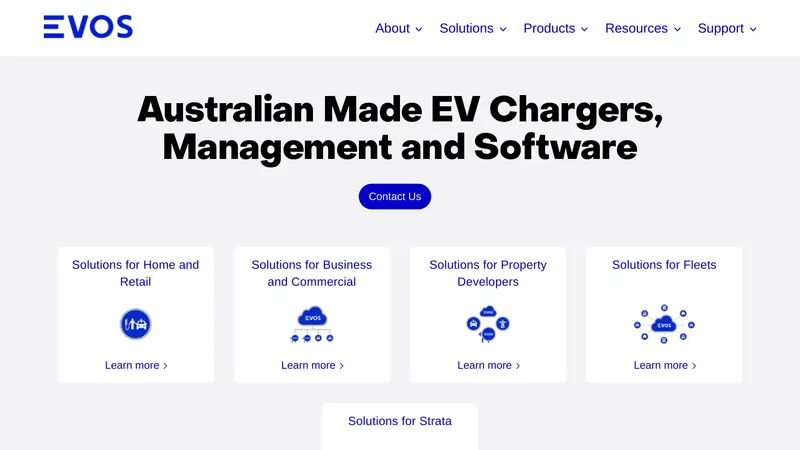 EVOS
About
Solutions
Products
Resources
Support
Australian Made EV Chargers,
Management and Software
Contact Us
Solutions for Home and
Retail
Learn more
Solutions for Business
and Commercial
EVOS
Learn more
Solutions for Property
Developers
EVOS
Learn more
Solutions for Fleets
EVOS
Learn more
Solutions for Strata